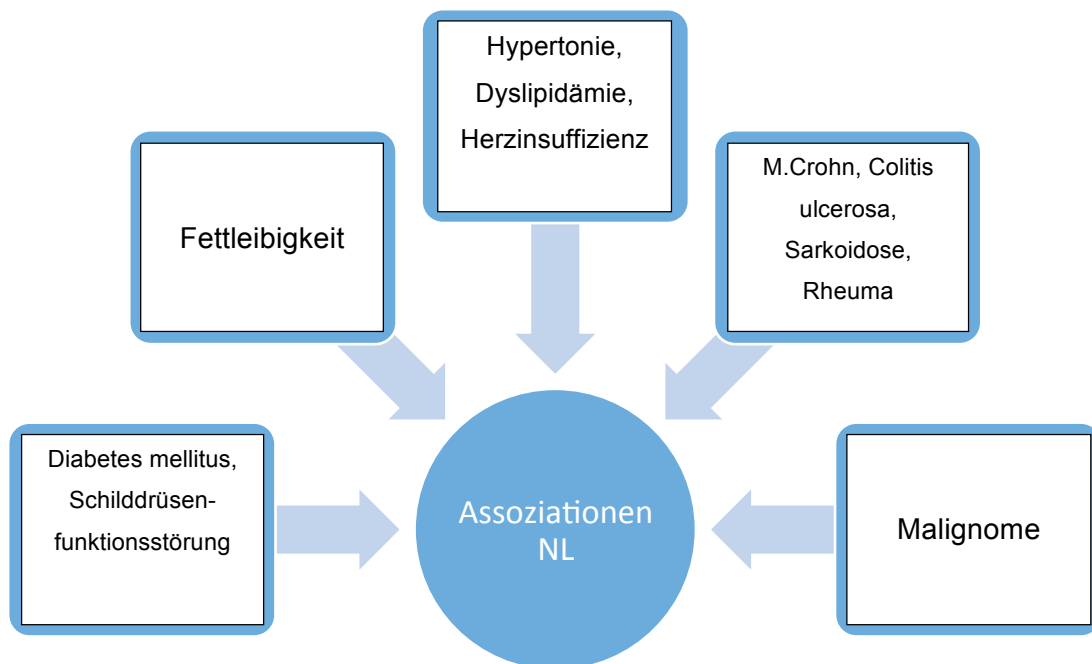 Hypertonie,
Dyslipidämie,
Herzinsuffizienz
Fettleibigkeit
M.Crohn, Colitis
ulcerosa,
Sarkoidose,
Rheuma
Diabetes mellitus,
Schilddrüsen-
funktionsstörung
Assoziationen
NL
Malignome